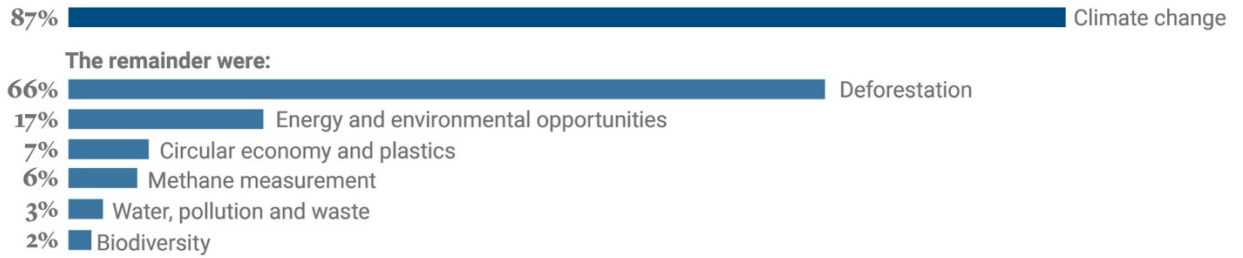 87% Climate change
The remainder were:
66% Deforestation
17% Energy and environmental opportunities
7% Circular economy and plastics
6% Methane measurement
3% Water, pollution and waste
2% Biodiversity